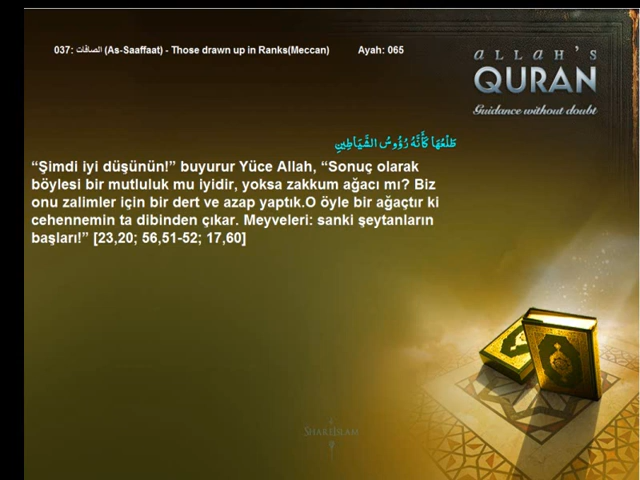 037: الصافات (As-Saaffaat) - Those drawn up in Ranks(Meccan) Ayah: 065
ALLAH'S
QURAN
Guidance without doubt
طَلْعُهَا كَأَنَّهُ رُؤُوسُ الشَّيَاطِينِ
“Şimdi iyi düşünün!” buyurur Yüce Allah, “Sonuç olarak
böylesi bir mutluluk mu iyidir, yoksa zakkum ağacı mı? Biz
onu zalimler için bir dert ve azap yaptık.O öyle bir ağaçtır ki
cehennemin ta dibinden çıkar. Meyveleri: sanki şeytanların
başları!” [23,20; 56,51-52; 17,60]
SHAREISLAM